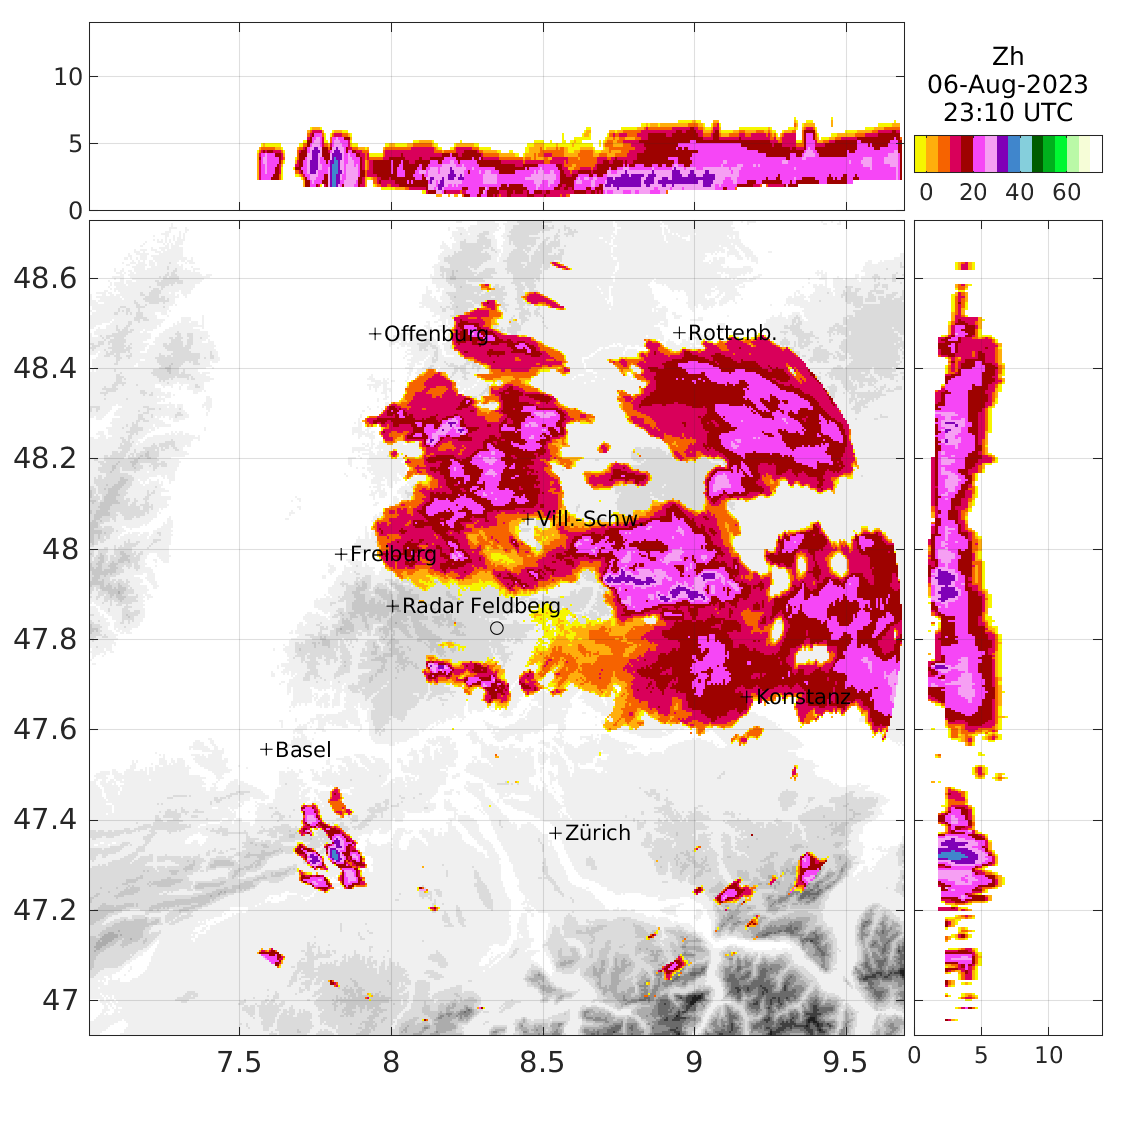 10
5
0
Zh
06-Aug-2023
23:10 UTC
0 20 40 60
48.6
48.4
48.2
48
47.8
47.6
47.4
47.2
47
+Offenburg
+Rottenb.
+Vill.-Schw.
+Freiburg
+Radar Feldberg
+Konstanz
+Basel
+Zürich
7.5 8 8.5 9 9.5
0 5 10